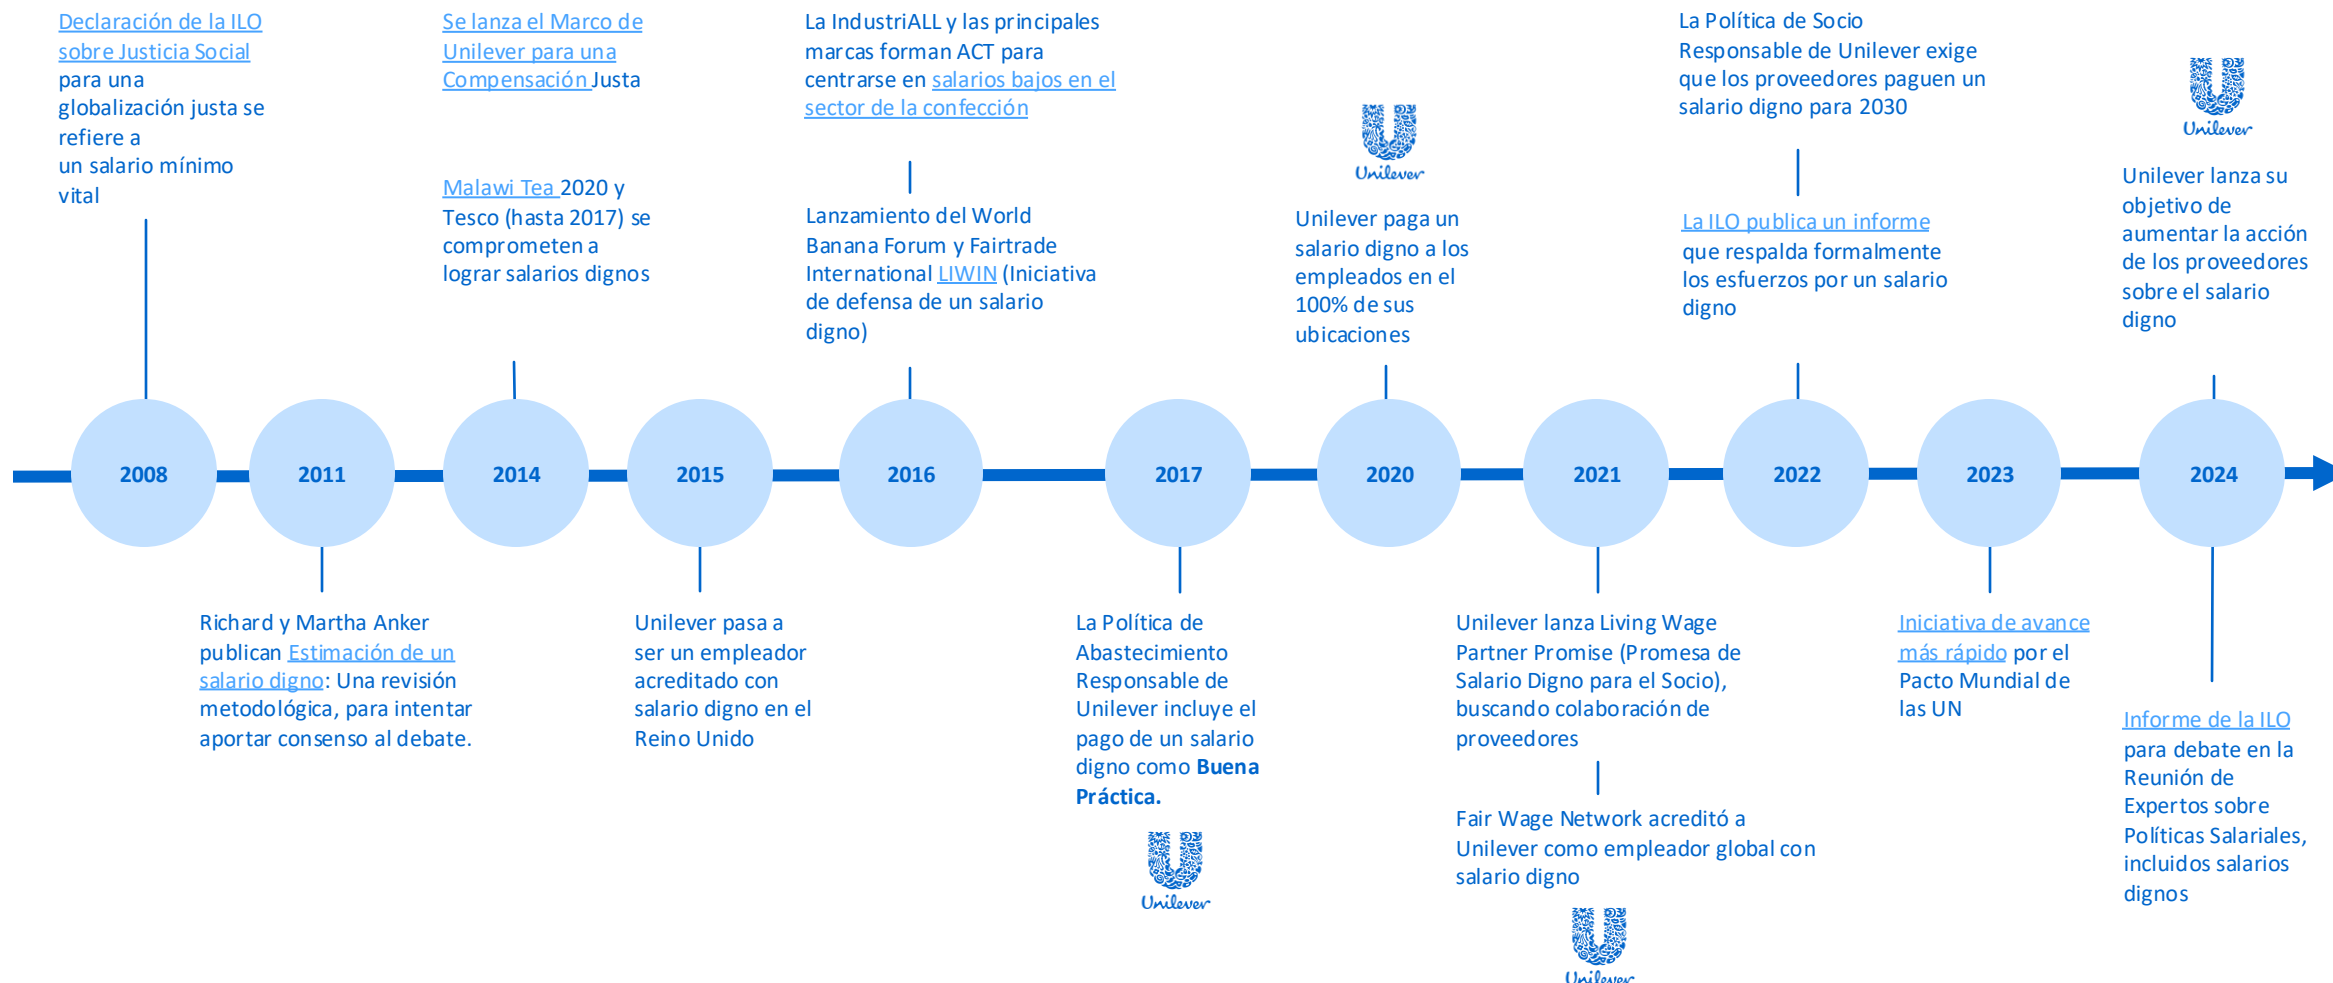 Declaración de la ILO
sobre Justicia Social
para una
globalización justa se
refiere a
un salario mínimo
vital
Se lanza el Marco de
Unilever para una
Compensación Justa
Malawi Tea 2020 y
Tesco (hasta 2017) se
comprometen a
lograr salarios dignos
La IndustriALL y las principales
marcas forman ACT para
centrarse en salarios bajos en el
sector de la confección
Lanzamiento del World
Banana Forum y Fairtrade
International LIWIN (Iniciativa
de defensa de un salario
digno)
Unilever
Unilever paga un
salario digno a los
empleados en el
100% de sus
ubicaciones
La Política de Socio
Responsable de Unilever exige
que los proveedores paguen un
salario digno para 2030
La ILO publica un informe
que respalda formalmente
los esfuerzos por un salario
digno
Unilever
Unilever lanza su
objetivo de
aumentar la acción
de los proveedores
sobre el salario
digno
2008
2011
2014
2015
2016
2017
2020
2021
2022
2023
2024
Richard y Martha Anker
publican Estimación de un
salario digno: Una revisión
metodológica, para intentar
aportar consenso al debate.
Unilever pasa a
ser un empleador
acreditado con
salario digno en el
Reino Unido
La Política de
Abastecimiento
Responsable de
Unilever incluye el
pago de un salario
digno como Buena
Práctica.
Unilever
Unilever lanza Living Wage
Partner Promise (Promesa de
Salario Digno para el Socio),
buscando colaboración de
proveedores
Fair Wage Network acreditó a
Unilever como empleador global con
salario digno
Unilever
Iniciativa de avance
más rápido por el
Pacto Mundial de
las UN
Informe de la ILO
para debate en la
Reunión de
Expertos sobre
Políticas Salariales,
incluidos salarios
dignos